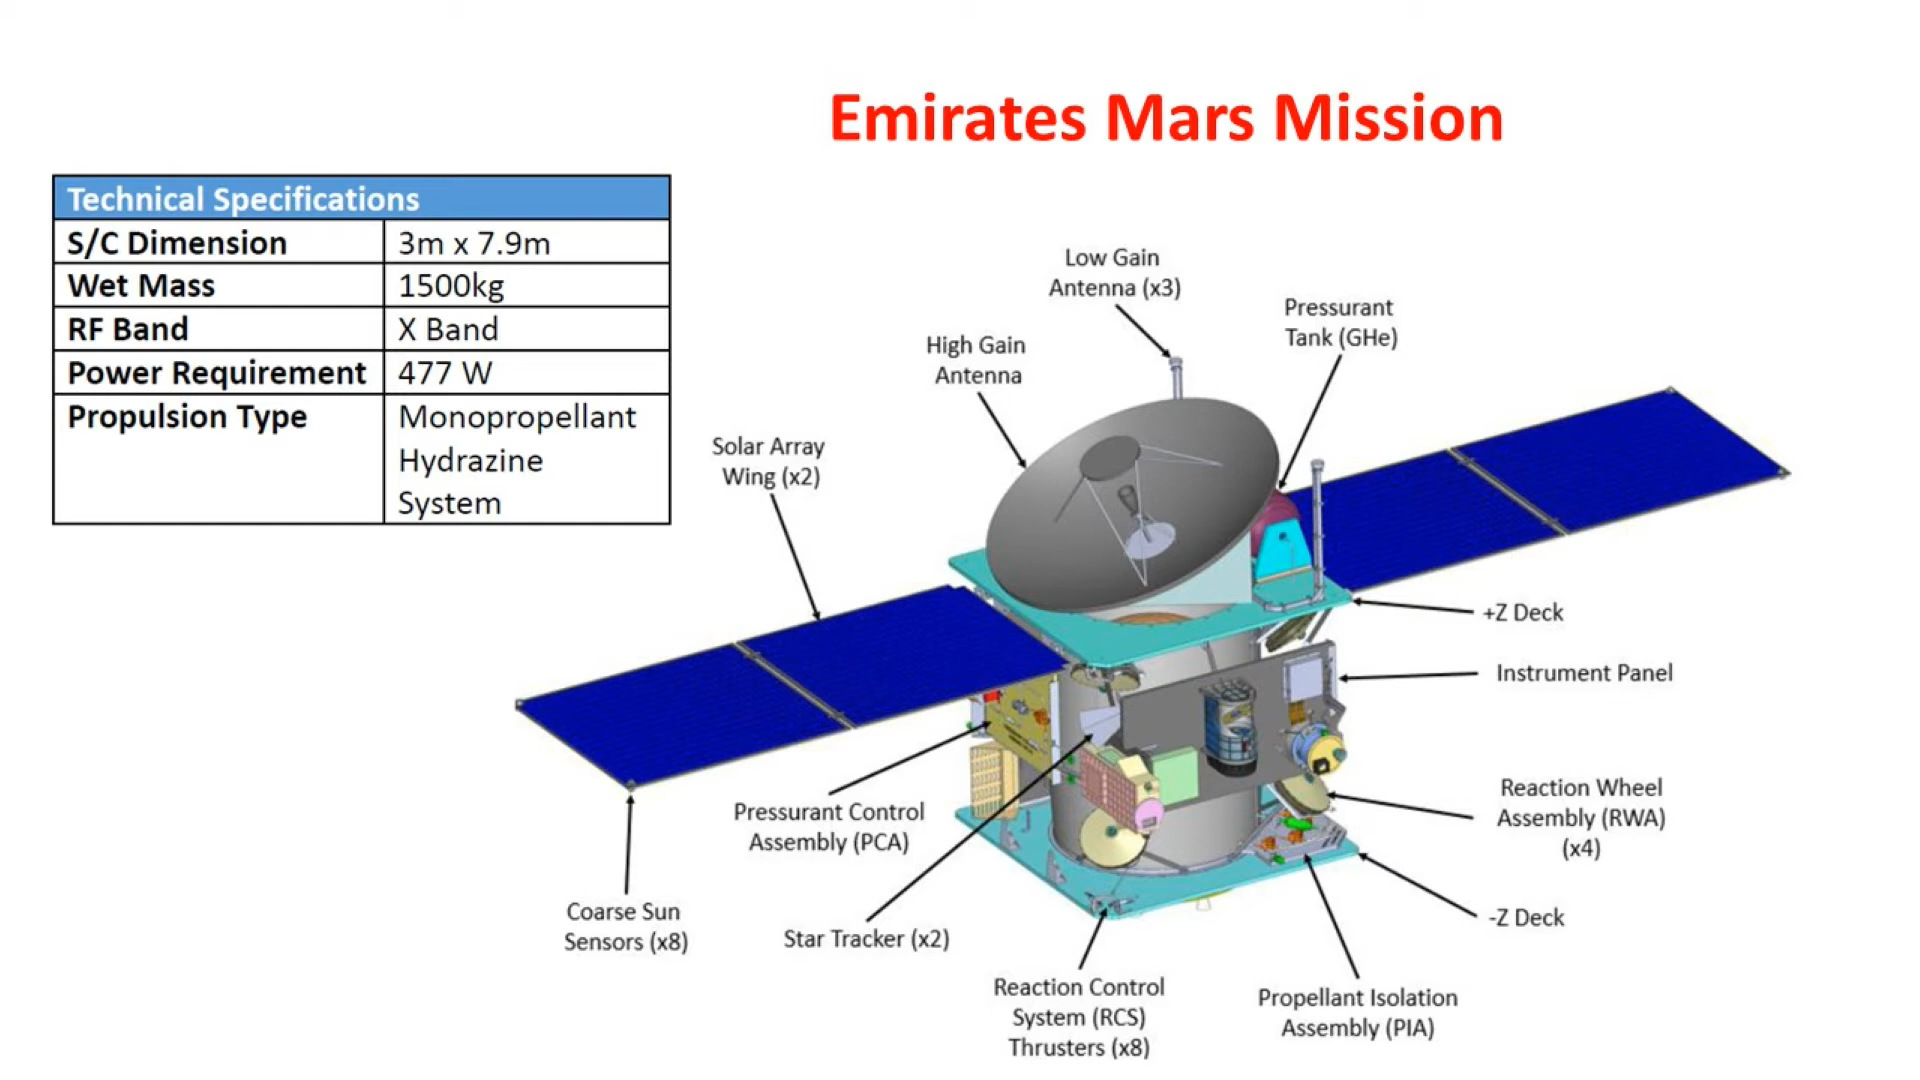 Emirates Mars Mission
Technical Specifications
S/C Dimension 3m x 7.9m
Wet Mass 1500kg
RF Band X Band
Power Requirement 477 W
Propulsion Type Monopropellant
Hydrazine
System
Low Gain
Antenna (x3)
Pressurant
Tank (GHe)
High Gain
Antenna
Solar Array
Wing (x2)
+Z Deck
Instrument Panel
Reaction Wheel
Assembly (RWA)
(x4)
Pressurant Control
Assembly (PCA)
Coarse Sun
Sensors (x8)
Star Tracker (x2)
-Z Deck
Reaction Control
System (RCS)
Thrusters (x8)
Propellant Isolation
Assembly (PIA)